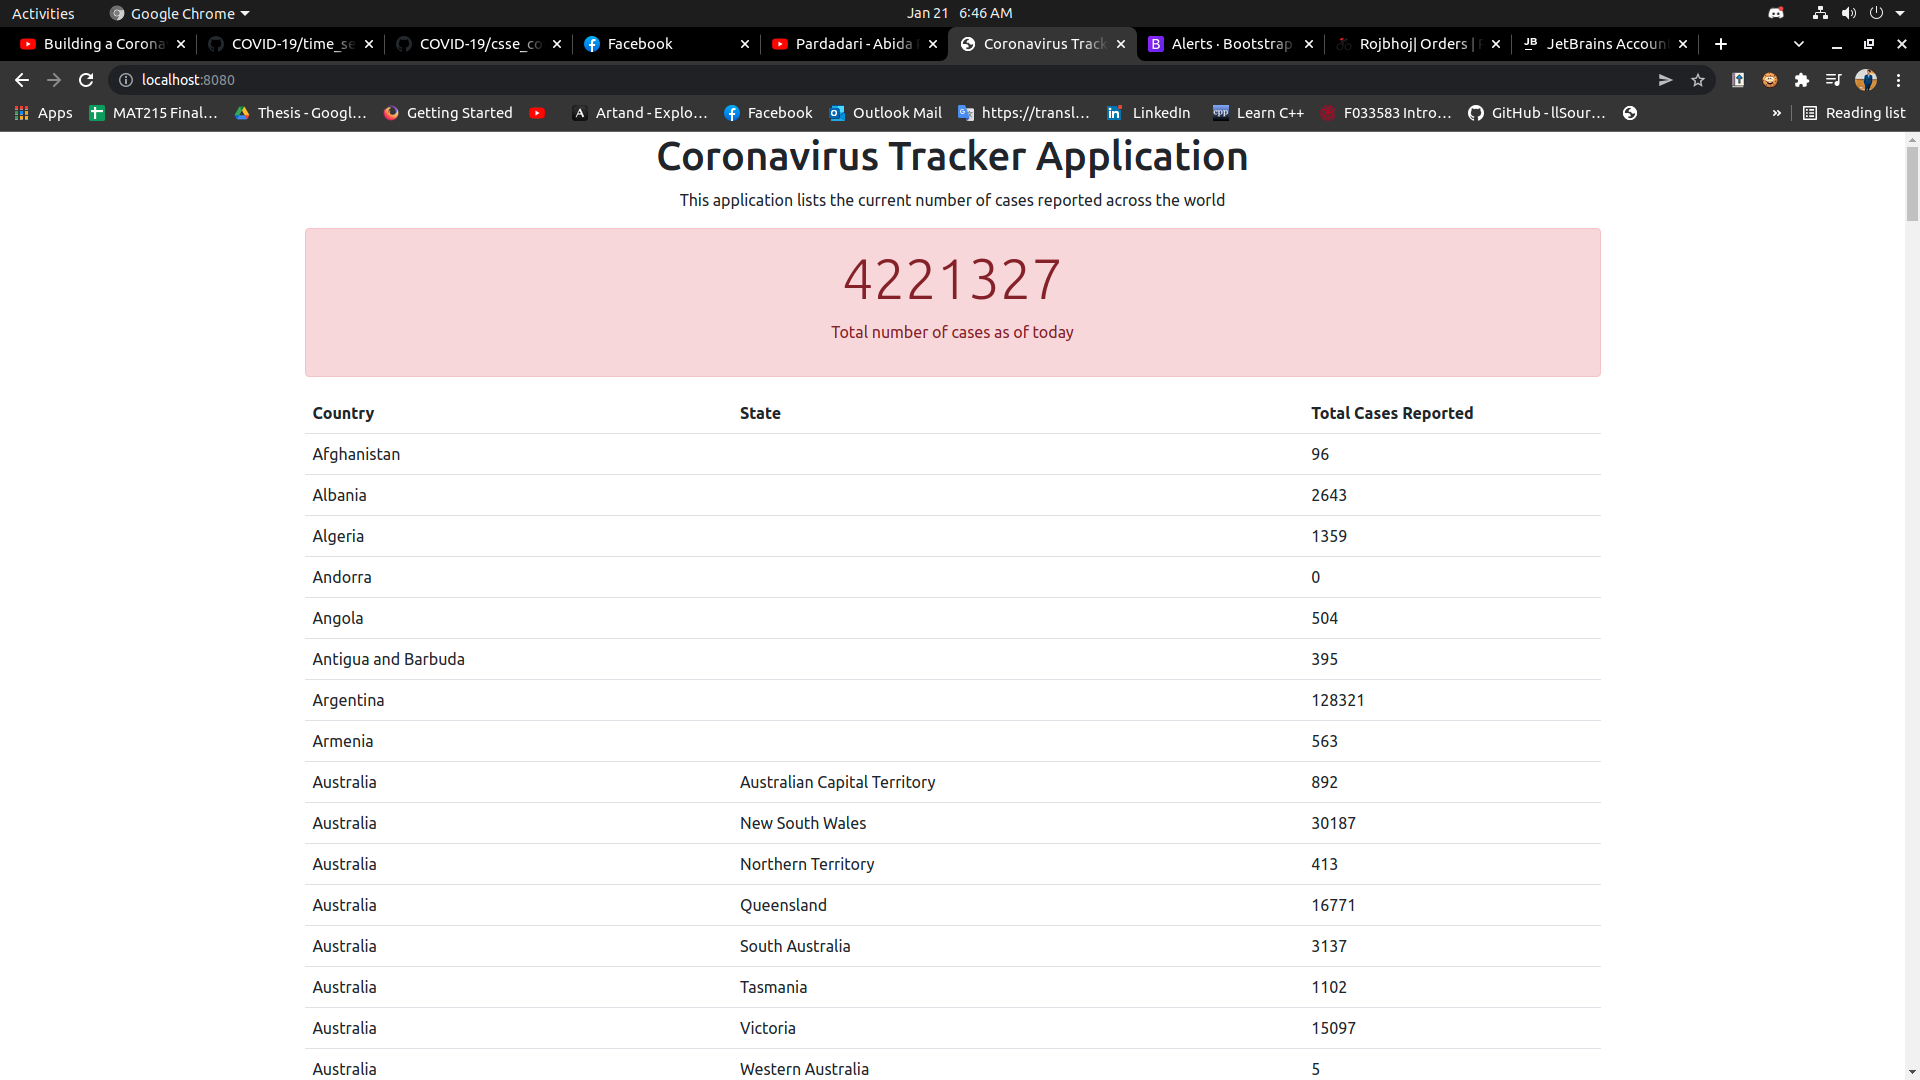 Activities Google Chrome Jan 21 6:46 AM
Building a Corona COVID-19/time_se COVID-19/csse_co Facebook Pardadari - Abida Coronavirus Track Alerts · Bootstrap Rojbhoj| Orders | JetBrains Accoun
localhost:8080
Apps MAT215 Final... Thesis - Googl... Getting Started Artand - Explo... Facebook Outlook Mail https://transl... LinkedIn Learn C++ F033583 Intro... GitHub - llSour... » Reading list
Coronavirus Tracker Application
This application lists the current number of cases reported across the world
4221327
Total number of cases as of today
Country State Total Cases Reported
Afghanistan 96
Albania 2643
Algeria 1359
Andorra 0
Angola 504
Antigua and Barbuda 395
Argentina 128321
Armenia 563
Australia Australian Capital Territory 892
Australia New South Wales 30187
Australia Northern Territory 413
Australia Queensland 16771
Australia South Australia 3137
Australia Tasmania 1102
Australia Victoria 15097
Australia Western Australia 5